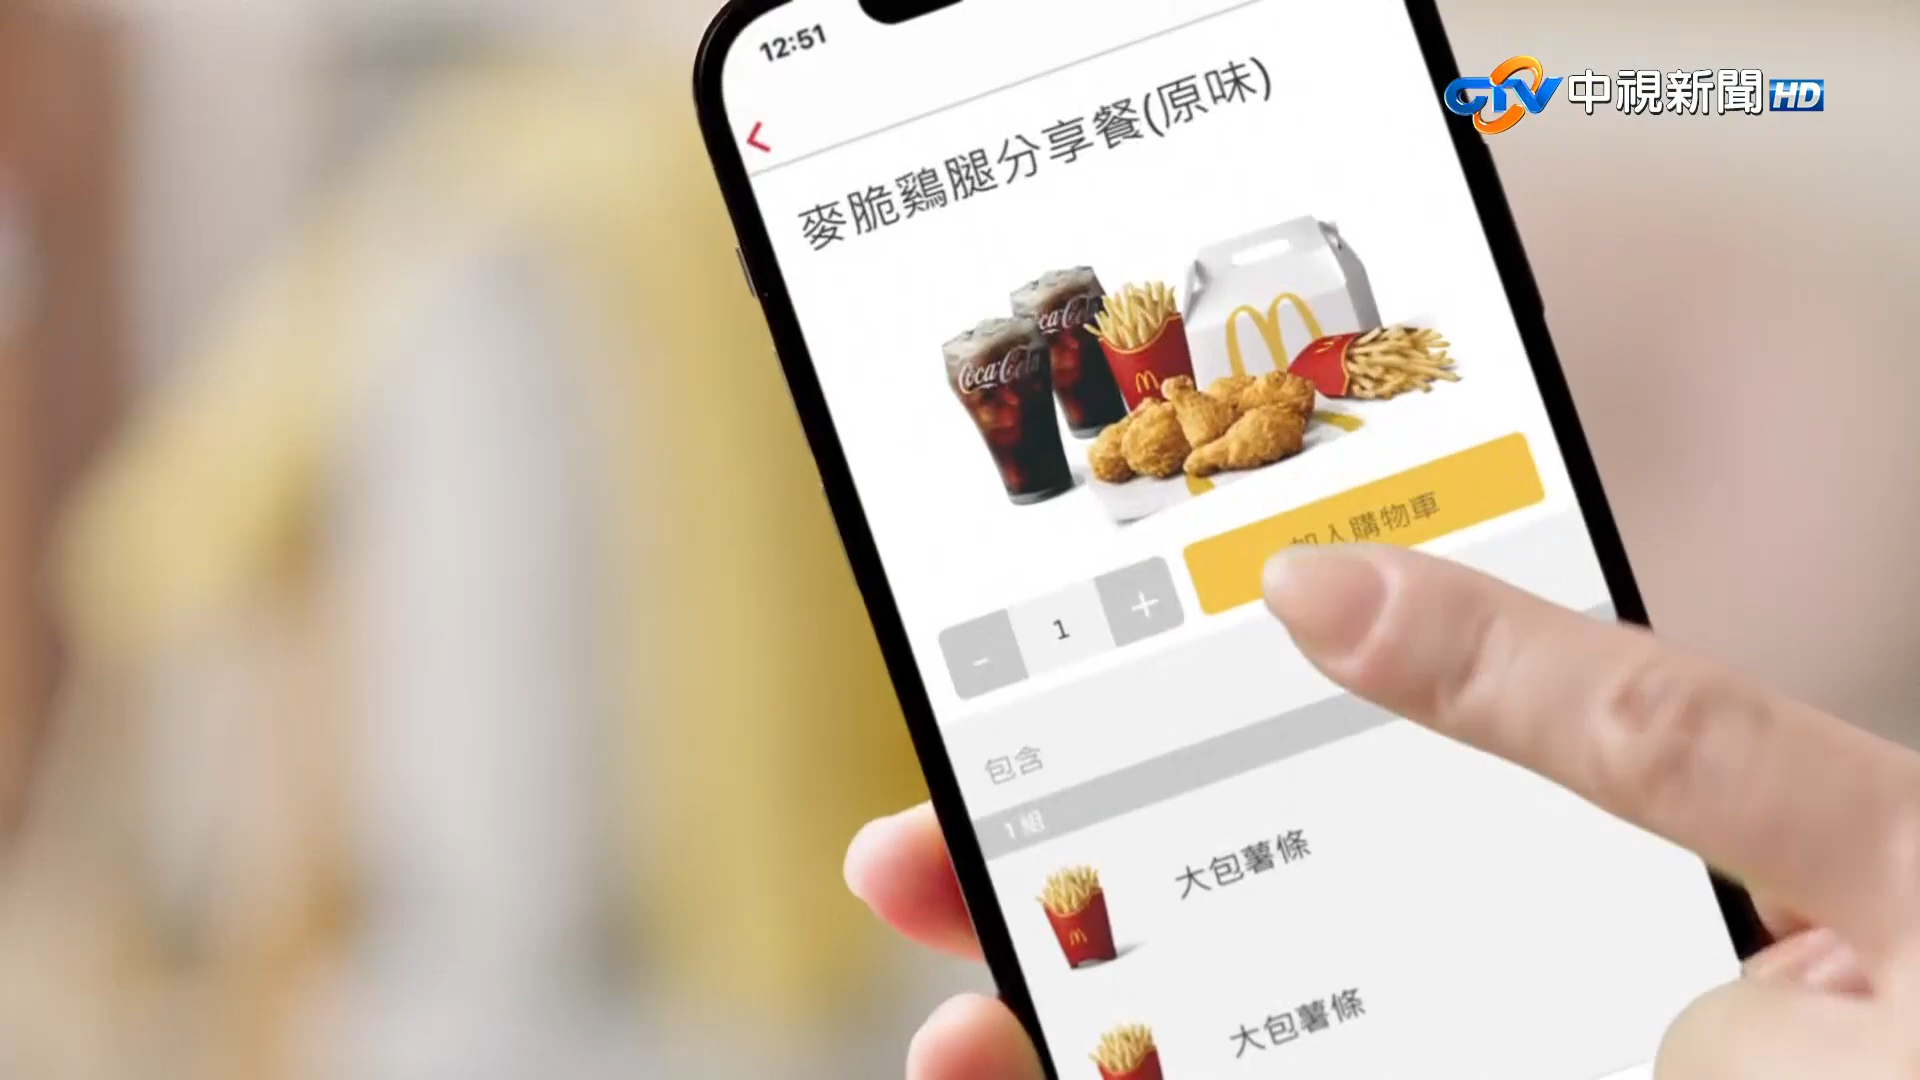 12:51
CTV 中視新聞 HD
麥脆鷄腿分享餐(原味)
Coca-Cola
加入購物車
- 1 +
包含
1 組
大包薯條
大包薯條